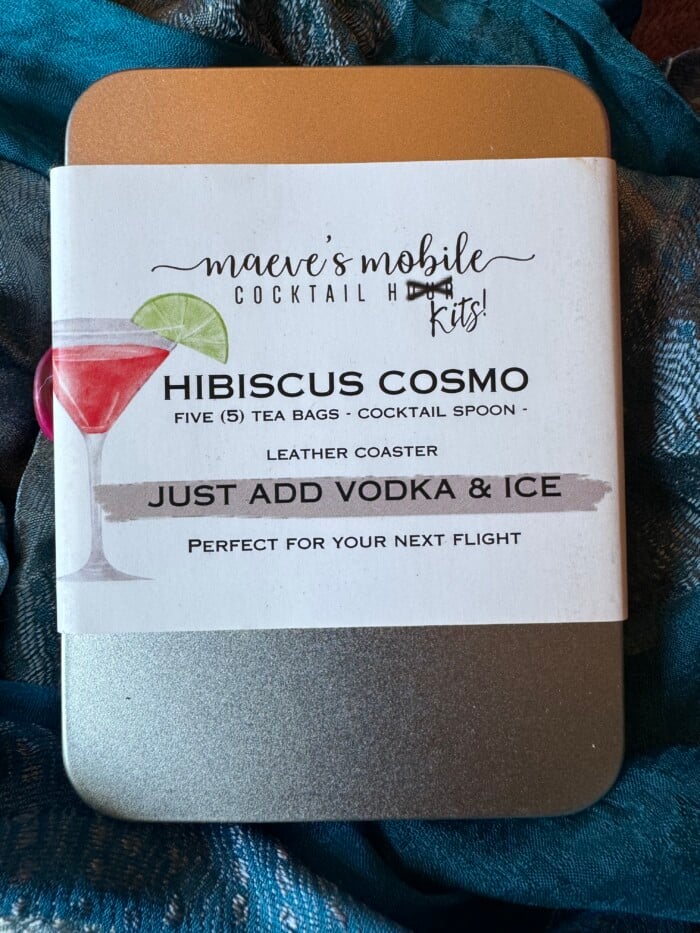 maeve's mobile
COCKTAIL HOUR
Kits!
HIBISCUS COSMO
FIVE (5) TEA BAGS - COCKTAIL SPOON -
LEATHER COASTER
JUST ADD VODKA & ICE
PERFECT FOR YOUR NEXT FLIGHT